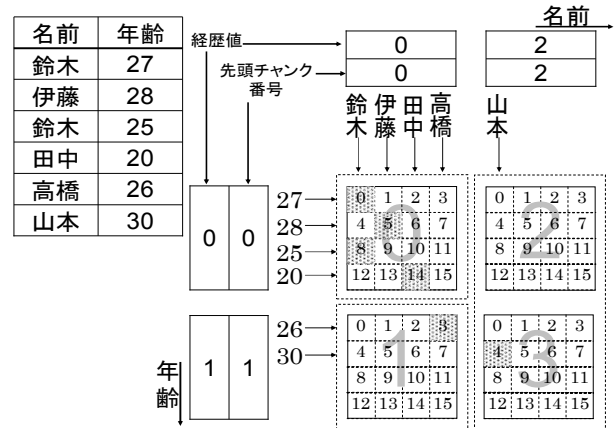 名前
名前 年齢
鈴木 27
伊藤 28
鈴木 25
田中 20
高橋 26
山本 30
経歴値
先頭チャンク
番号
0 2
0 2
鈴木 伊藤 田中 高橋 山本
0 0
27
28
25
20
0 1 2 3
4 5 6 7
8 9 10 11
12 13 14 15
0
0 1 2 3
4 5 6 7
8 9 10 11
12 13 14 15
2
年齢
1 1
26
30
0 1 2 3
4 5 6 7
8 9 10 11
12 13 14 15
1
0 1 2 3
4 5 6 7
8 9 10 11
12 13 14 15
3